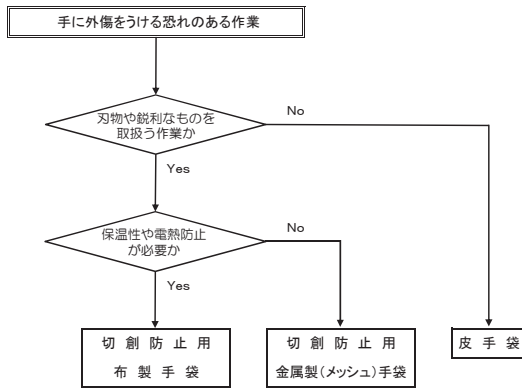 手に外傷をうける恐れのある作業
刃物や鋭利なものを
取扱う作業か
No
Yes
保温性や電熱防止
が必要か
No
Yes
切創防止用
布製手袋
切創防止用
金属製（メッシュ）手袋
皮手袋